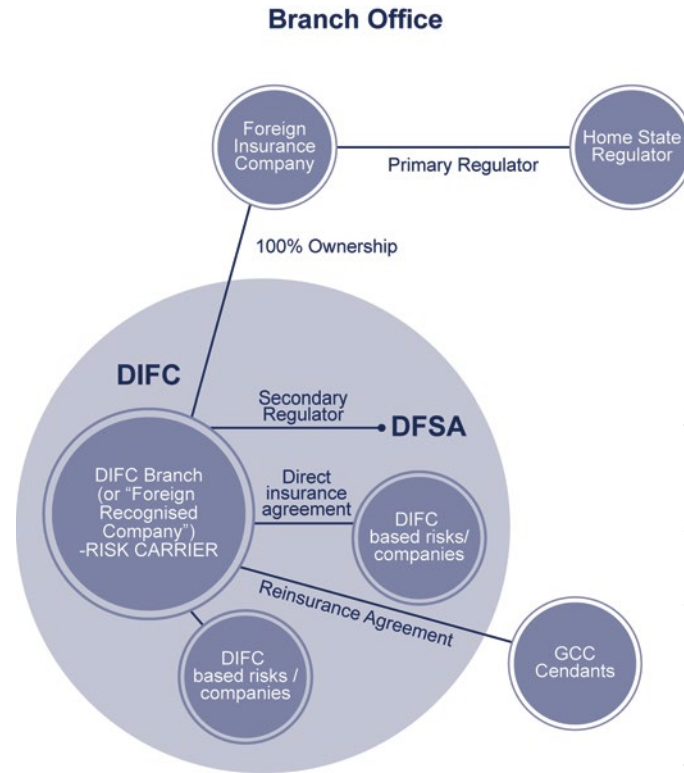 Branch Office
Foreign
Insurance
Company
Primary Regulator
Home State
Regulator
100% Ownership
DIFC
Secondary
Regulator
DFSA
DIFC Branch
(or “Foreign
Recognised
Company”)
-RISK CARRIER
Direct
insurance
agreement
DIFC
based risks/
companies
Reinsurance Agreement
DIFC
based risks /
companies
GCC
Cendants